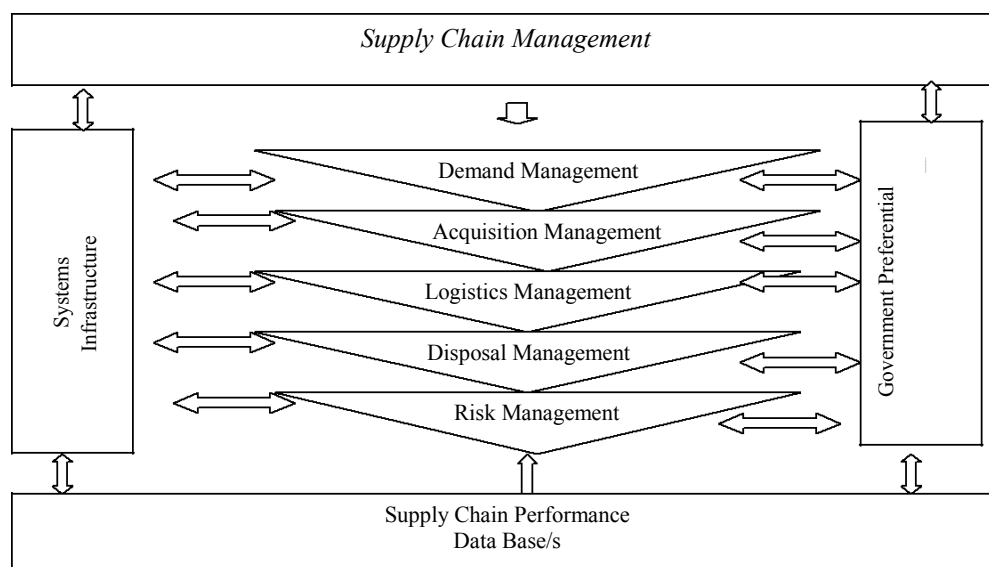 Supply Chain Management
Demand Management
Acquisition Management
Logistics Management
Disposal Management
Risk Management
Systems
Infrastructure
Government Preferential
Supply Chain Performance
Data Base/s